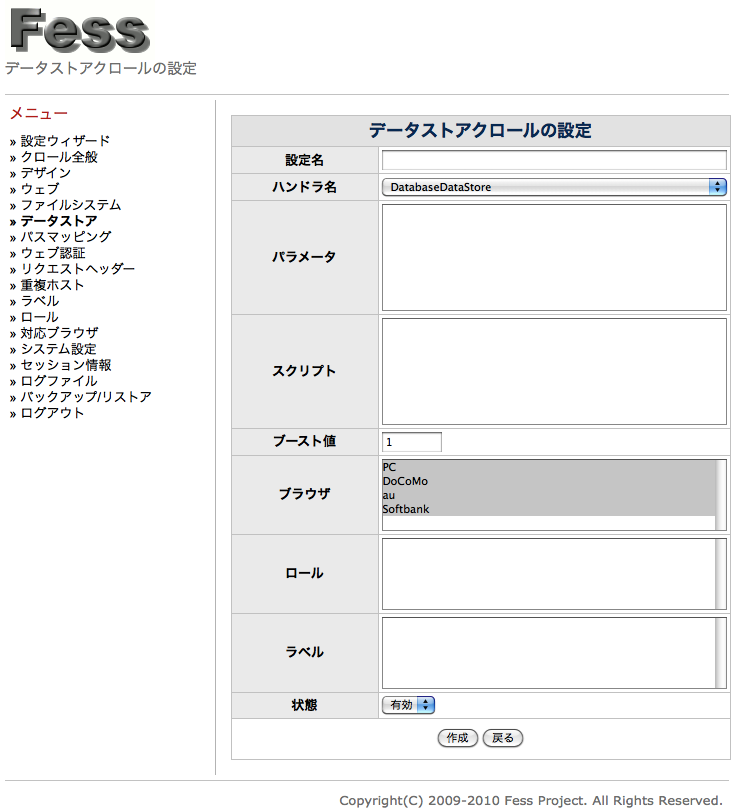 Fess
データストアクロールの設定
メニュー
» 設定ウィザード
» クロール全般
» デザイン
» ウェブ
» ファイルシステム
» データストア
» パスマッピング
» ウェブ認証
» リクエストヘッダー
» 重複ホスト
» ラベル
» ロール
» 対応ブラウザ
» システム設定
» セッション情報
» ログファイル
» バックアップ/リストア
» ログアウト
データストアクロールの設定
設定名
ハンドラ名 DatabaseDataStore
パラメータ
スクリプト
ブースト値 1
ブラウザ
PC
DoCoMo
au
Softbank
ロール
ラベル
状態 有効
作成 戻る
Copyright(C) 2009-2010 Fess Project. All Rights Reserved.